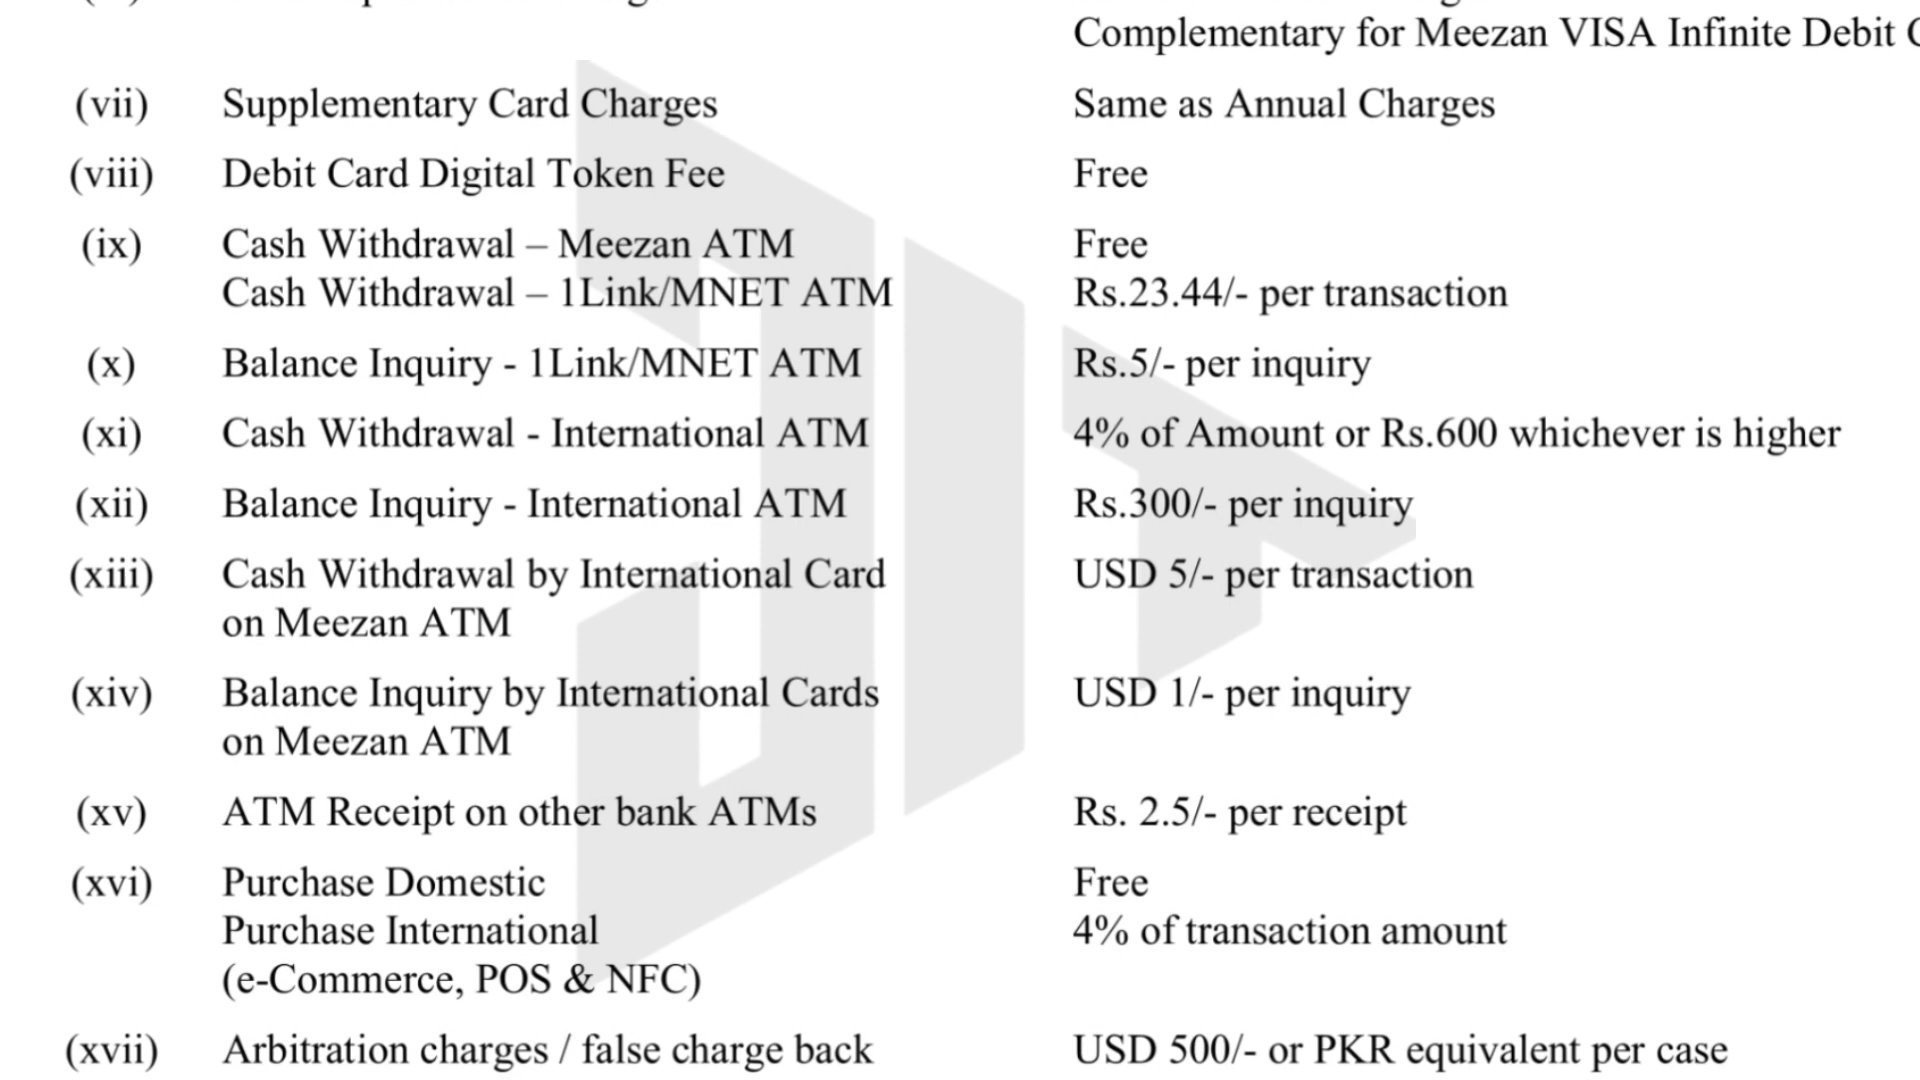 Complementary for Meezan VISA Infinite Debit
(vii) Supplementary Card Charges Same as Annual Charges
(viii) Debit Card Digital Token Fee Free
(ix) Cash Withdrawal – Meezan ATM Free
Cash Withdrawal – 1Link/MNET ATM Rs.23.44/- per transaction
(x) Balance Inquiry - 1Link/MNET ATM Rs.5/- per inquiry
(xi) Cash Withdrawal - International ATM 4% of Amount or Rs.600 whichever is higher
(xii) Balance Inquiry - International ATM Rs.300/- per inquiry
(xiii) Cash Withdrawal by International Card USD 5/- per transaction
on Meezan ATM
(xiv) Balance Inquiry by International Cards USD 1/- per inquiry
on Meezan ATM
(xv) ATM Receipt on other bank ATMs Rs. 2.5/- per receipt
(xvi) Purchase Domestic Free
Purchase International 4% of transaction amount
(e-Commerce, POS & NFC)
(xvii) Arbitration charges / false charge back USD 500/- or PKR equivalent per case